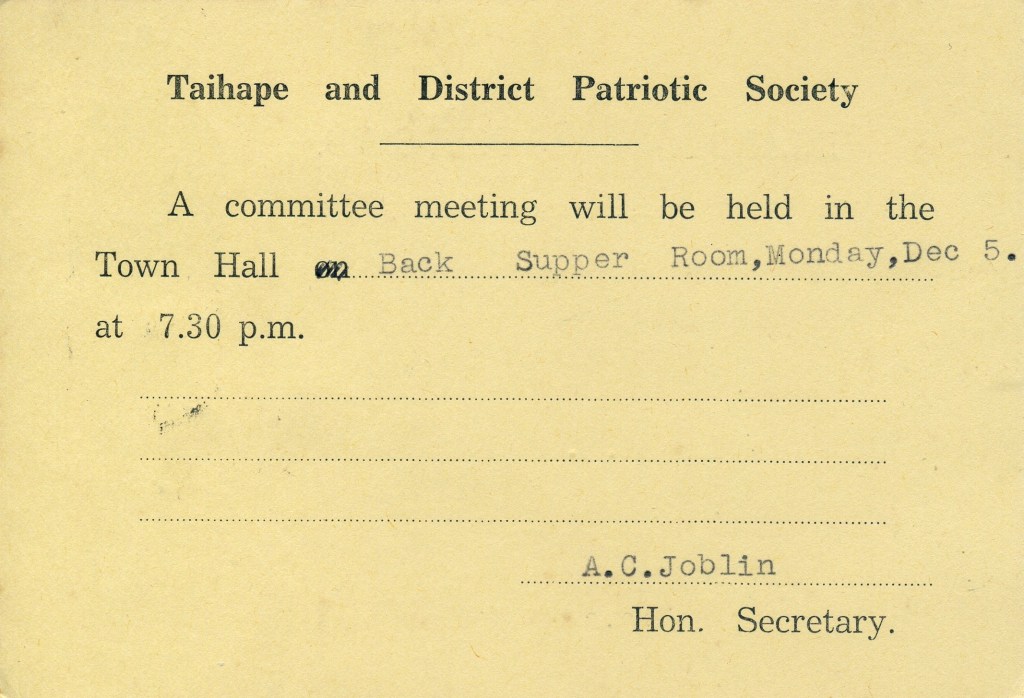 Taihape and District Patriotic Society
A committee meeting will be held in the
Town Hall on Back Supper Room,Monday,Dec 5.
at 7.30 p.m.
A.C.Joblin
Hon. Secretary.